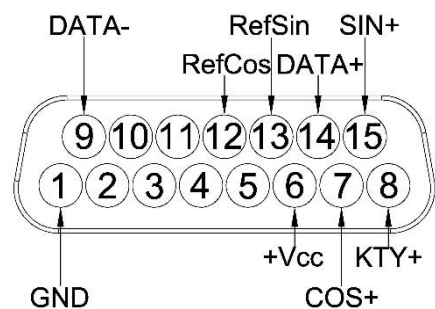 DATA- RefSin SIN+
RefCos DATA+
9 10 11 12 13 14 15
1 2 3 4 5 6 7 8
+Vcc KTY+
GND COS+